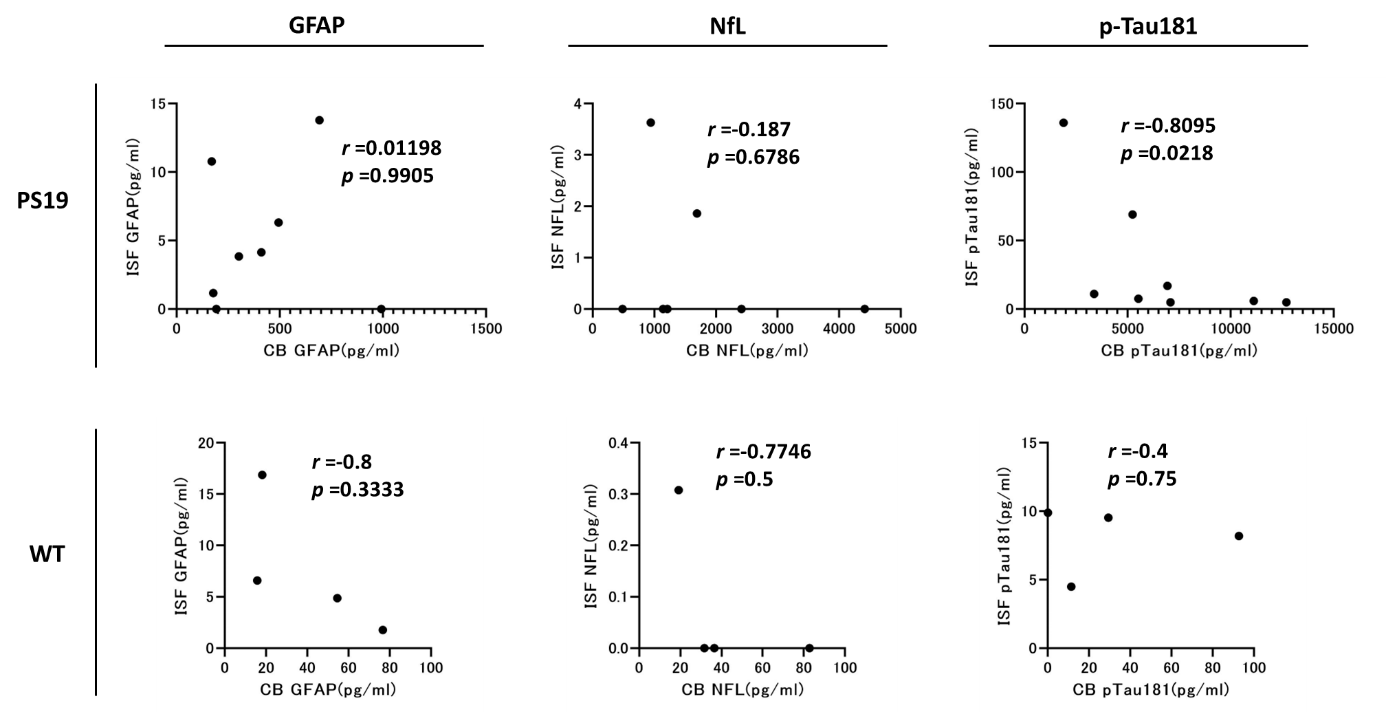 GFAP
NfL
p-Tau181
PS19
15
10
5
0
ISF GFAP(pg/ml)
r =0.01198
p =0.9905
0 500 1000 1500
CB GFAP(pg/ml)
4
3
2
1
0
ISF NFL(pg/ml)
r =-0.187
p =0.6786
0 1000 2000 3000 4000 5000
CB NFL(pg/ml)
150
100
50
0
ISF pTau181(pg/ml)
r =-0.8095
p =0.0218
0 5000 10000 15000
CB pTau181(pg/ml)
WT
20
15
10
5
0
ISF GFAP(pg/ml)
r =-0.8
p =0.3333
0 20 40 60 80 100
CB GFAP(pg/ml)
0.4
0.3
0.2
0.1
0.0
ISF NFL(pg/ml)
r =-0.7746
p =0.5
0 20 40 60 80 100
CB NFL(pg/ml)
15
10
5
0
ISF pTau181(pg/ml)
r =-0.4
p =0.75
0 20 40 60 80 100
CB pTau181(pg/ml)